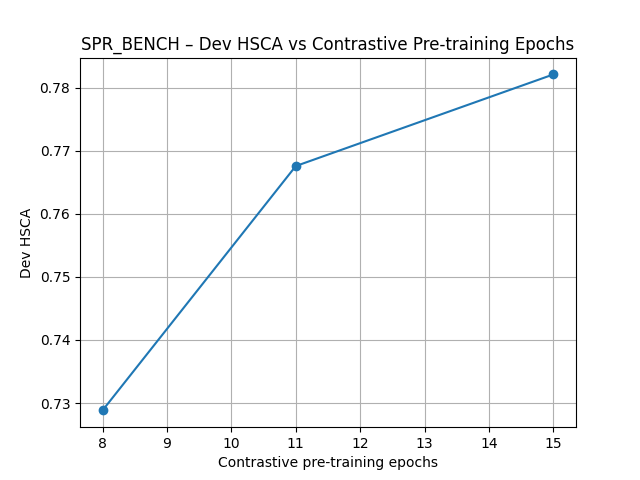 SPR_BENCH – Dev HSCA vs Contrastive Pre-training Epochs
0.78
0.77
0.76
0.75
0.74
0.73
Dev HSCA
8 9 10 11 12 13 14 15
Contrastive pre-training epochs